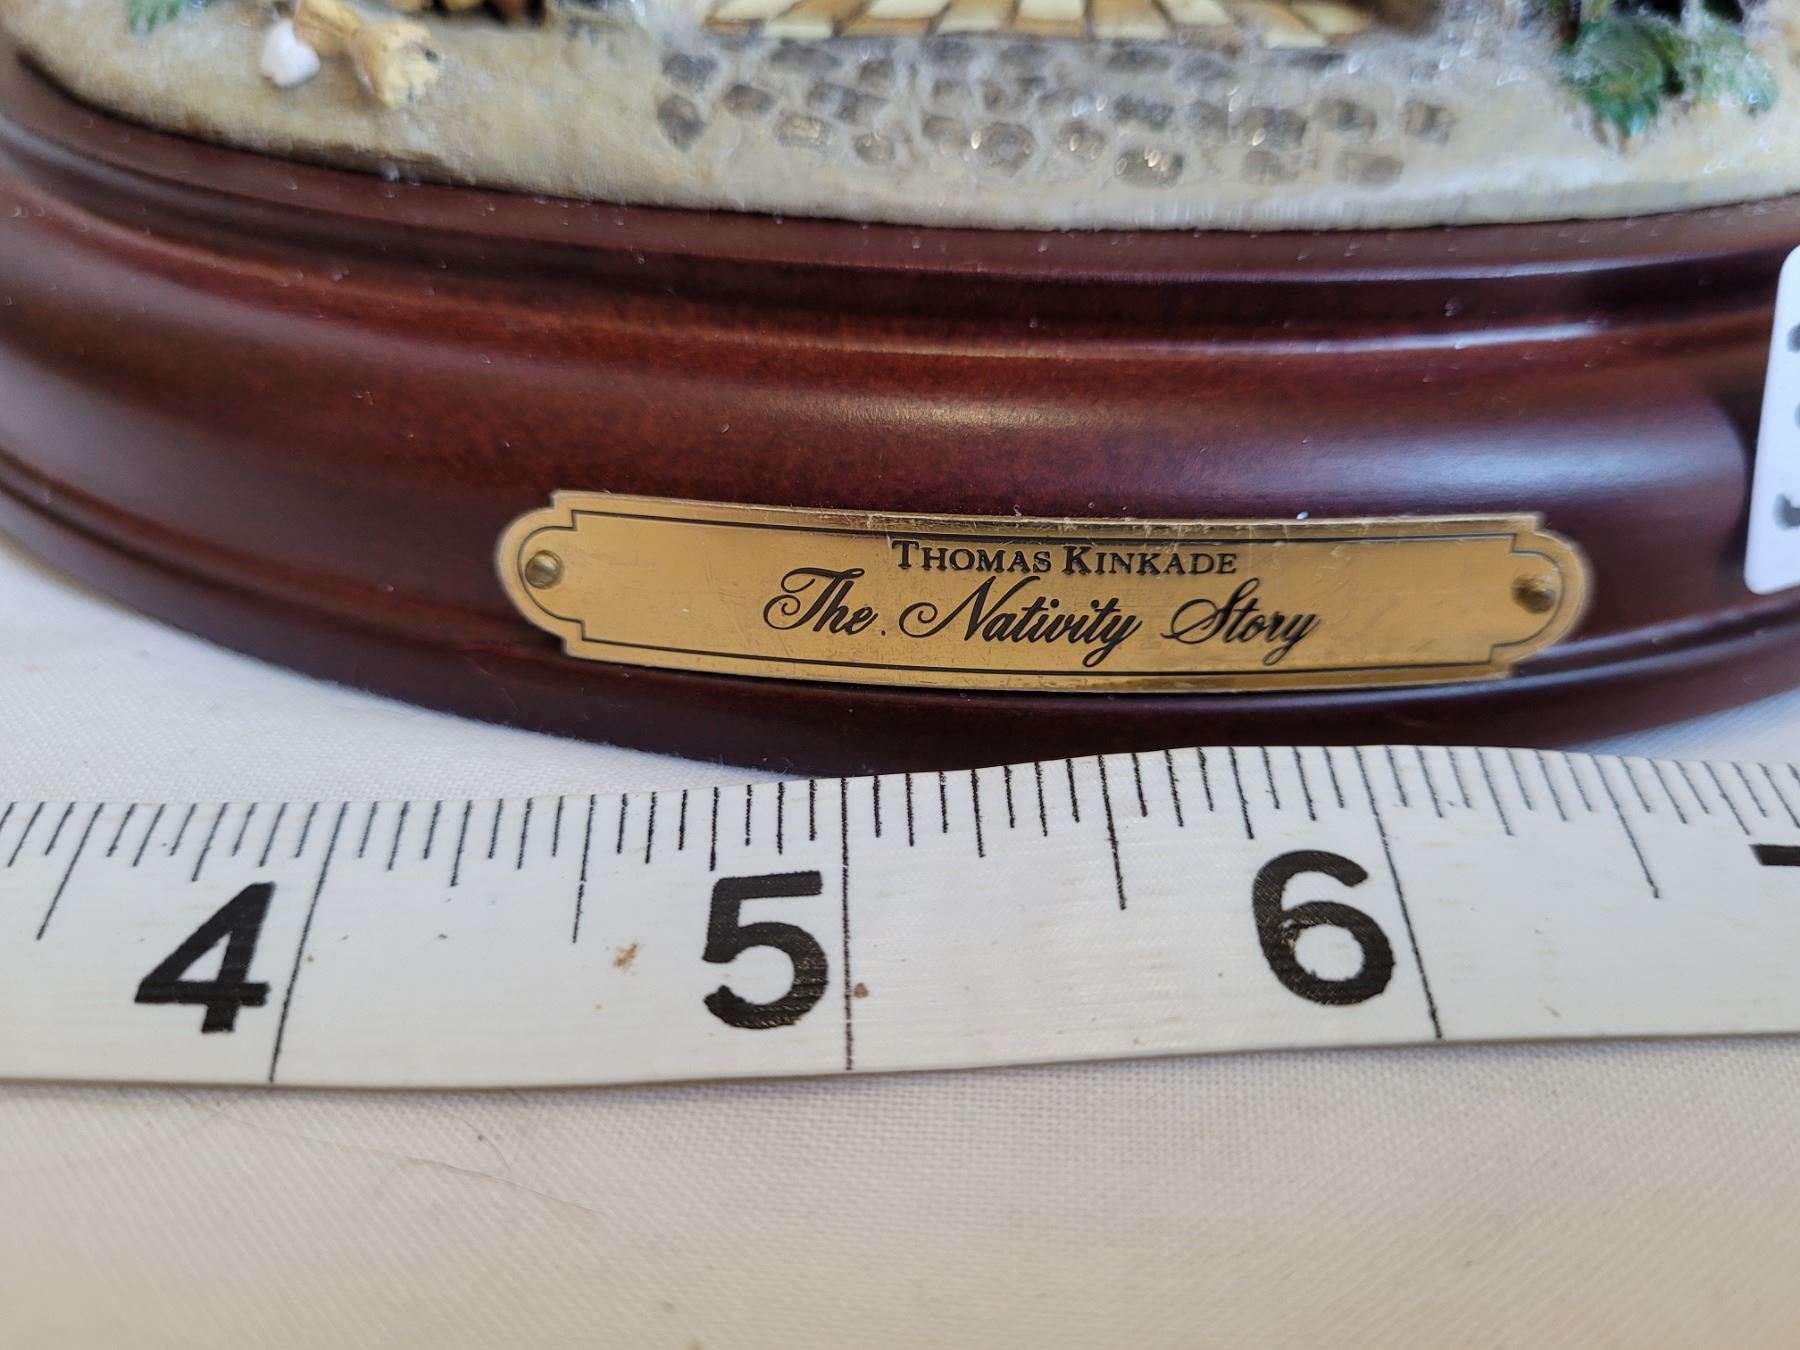 THOMAS KINKADE
The Nativity Story
4 5 6